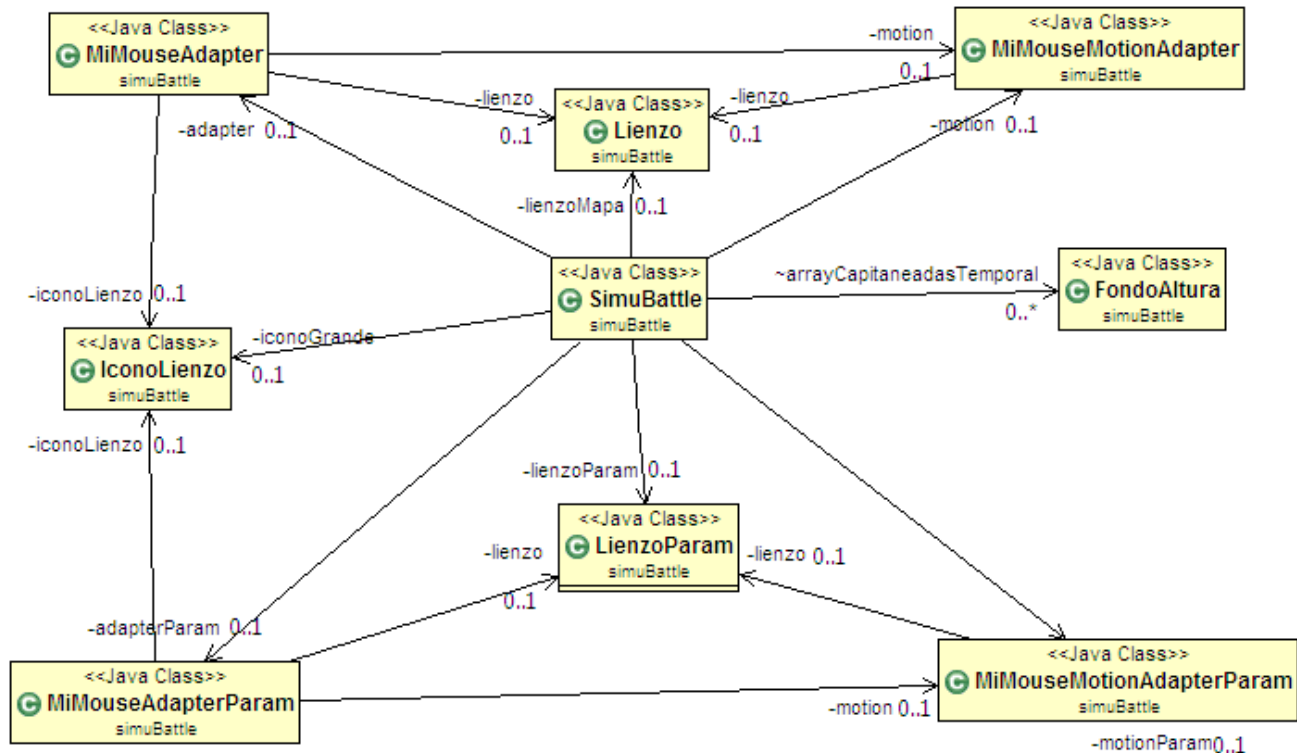 <<Java Class>>
MiMouseAdapter
simuBattle
-motion
0..1
<<Java Class>>
MiMouseMotionAdapter
simuBattle
-lienzo
0..1
<<Java Class>>
Lienzo
simuBattle
-lienzo
0..1
-adapter 0..1
-motion 0..1
-lienzoMapa 0..1
<<Java Class>>
SimuBattle
simuBattle
~arrayCapitaneadasTemporal
0..*
<<Java Class>>
FondoAltura
simuBattle
-iconoLienzo 0..1
-iconoGrande
0..1
<<Java Class>>
IconoLienzo
simuBattle
-iconoLienzo 0..1
-lienzoParam 0..1
<<Java Class>>
LienzoParam
simuBattle
-lienzo
0..1
-lienzo 0..1
-adapterParam 0..1
<<Java Class>>
MiMouseAdapterParam
simuBattle
-motion 0..1
<<Java Class>>
MiMouseMotionAdapterParam
simuBattle
-motionParam 0..1